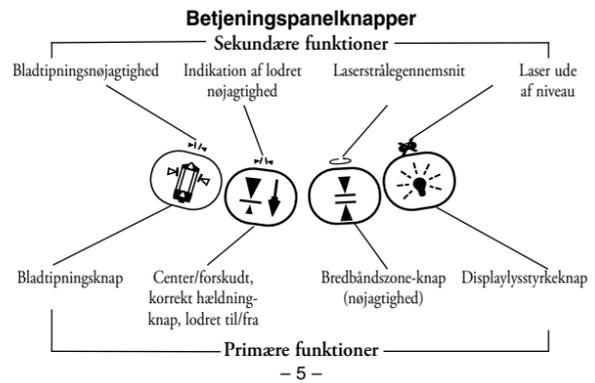 Betjeningspanelknapper
Sekundære funktioner
Bladtipningsnøjagtighed
Indikation af lodret
nøjagtighed
Laserstrålegennemsnit
Laser ude
af niveau
Bladtipningsknap
Center/forskudt,
korrekt hældning-
knap, lodret til/fra
Bredbåndszone-knap
(nøjagtighed)
Displaylysstyrkeknap
Primære funktioner
– 5 –